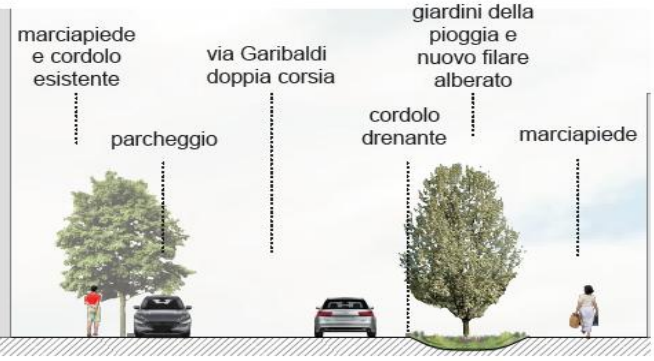 marciapiede
e cordolo
esistente
parcheggio
via Garibaldi
doppia corsia
cordolo
drenante
giardini della
pioggia e
nuovo filare
alberato
marciapiede